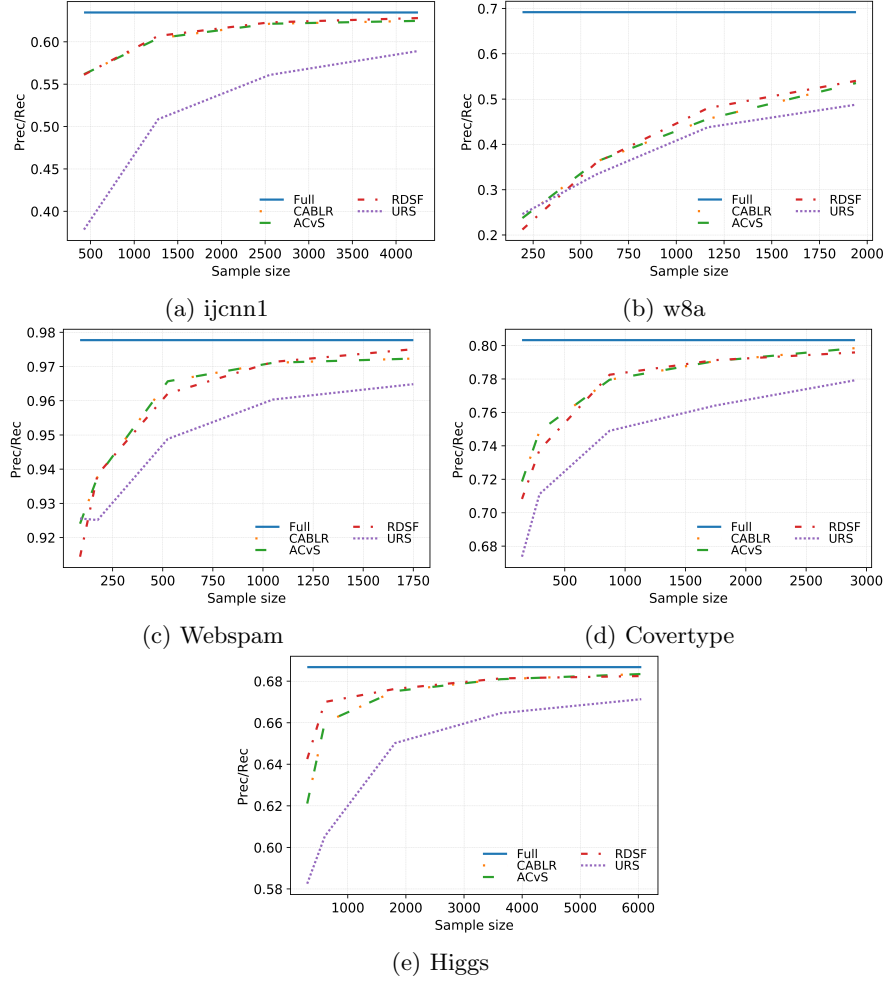 0.60
0.55
0.50
0.45
0.40
Prec/Rec
Full
CABLR
ACvS
RDSF
URS
500 1000 1500 2000 2500 3000 3500 4000
Sample size
(a) ijcnn1
0.7
0.6
0.5
0.4
0.3
0.2
Prec/Rec
Full
CABLR
ACvS
RDSF
URS
250 500 750 1000 1250 1500 1750 2000
Sample size
(b) w8a
0.98
0.97
0.96
0.95
0.94
0.93
0.92
Prec/Rec
Full
CABLR
ACvS
RDSF
URS
250 500 750 1000 1250 1500 1750
Sample size
(c) Webspam
0.80
0.78
0.76
0.74
0.72
0.70
0.68
Prec/Rec
Full
CABLR
ACvS
RDSF
URS
500 1000 1500 2000 2500 3000
Sample size
(d) Covertype
0.68
0.66
0.64
0.62
0.60
0.58
Prec/Rec
Full
CABLR
ACvS
RDSF
URS
1000 2000 3000 4000 5000 6000
Sample size
(e) Higgs